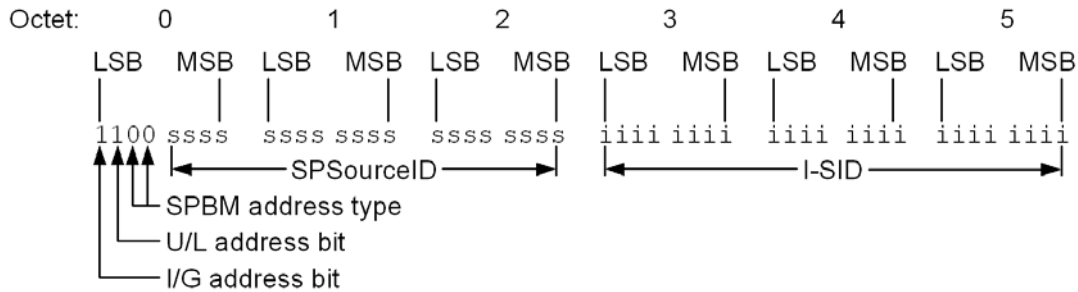 Octet: 0 1 2 3 4 5
LSB MSB LSB MSB LSB MSB LSB MSB LSB MSB LSB MSB
1100 ssss ssss ssss ssss ssss iiii iiii iiii iiii iiii iiii
SPSourceID I-SID
SPBM address type
U/L address bit
I/G address bit